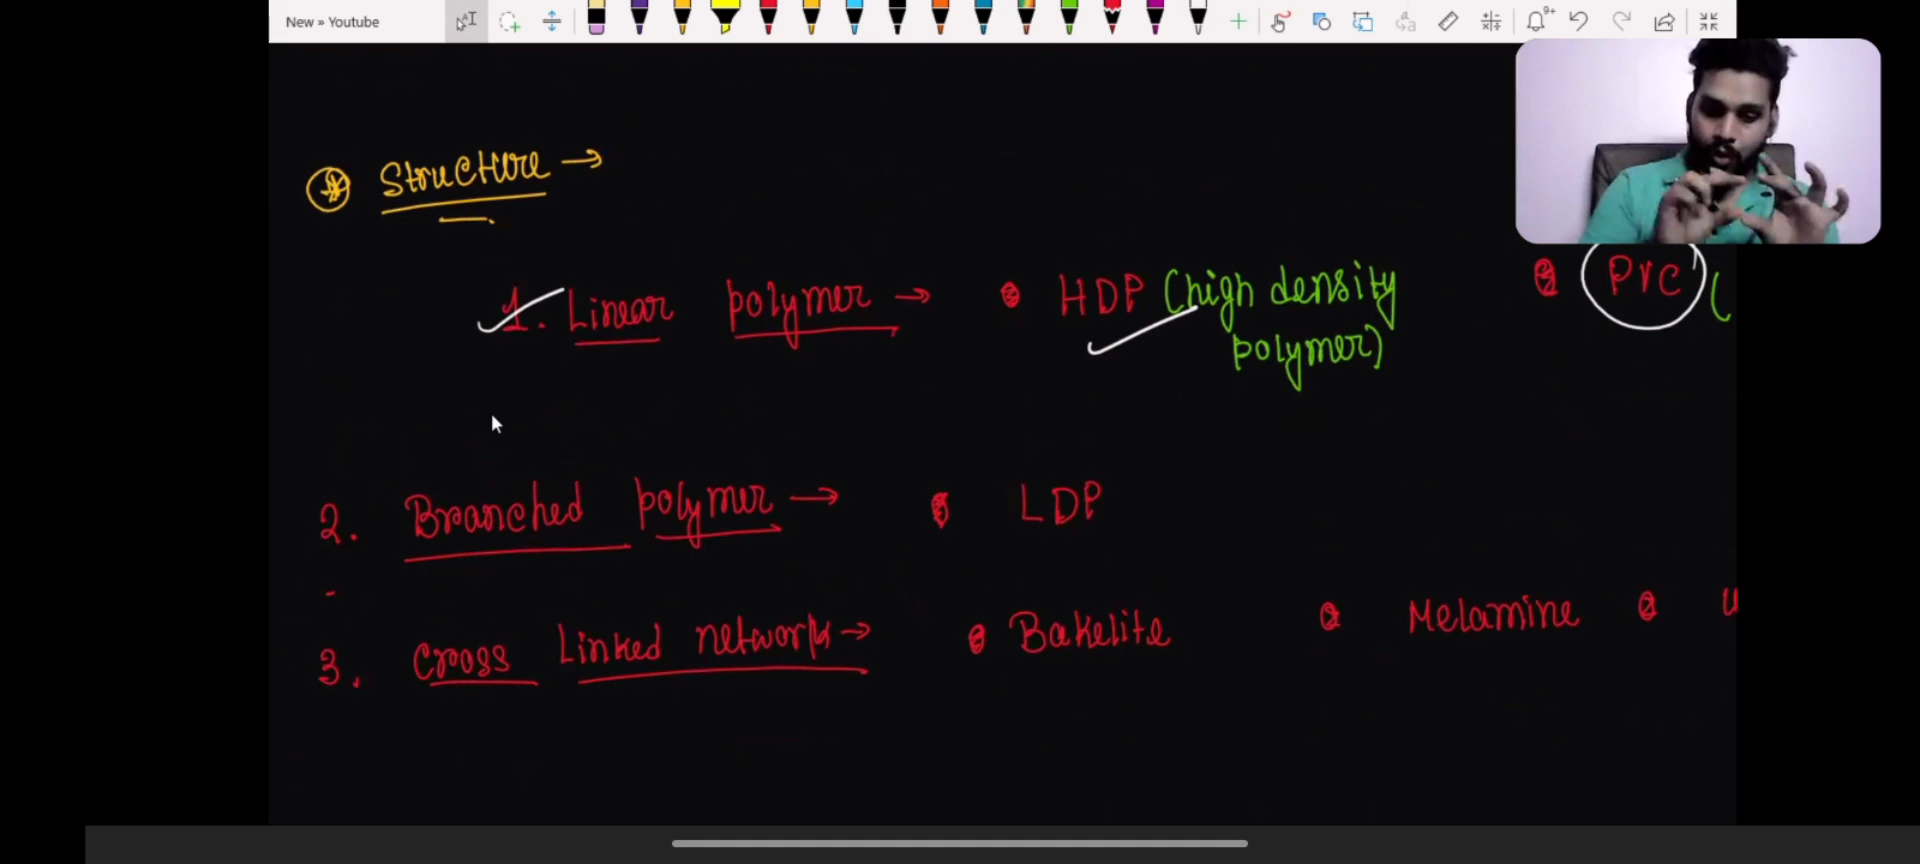 New » Youtube
9+
Structure →
1. Linear polymer → HDP (high density polymer) PVC (
2. Branched polymer → LDP
3. Cross Linked network → Bakelite Melamine